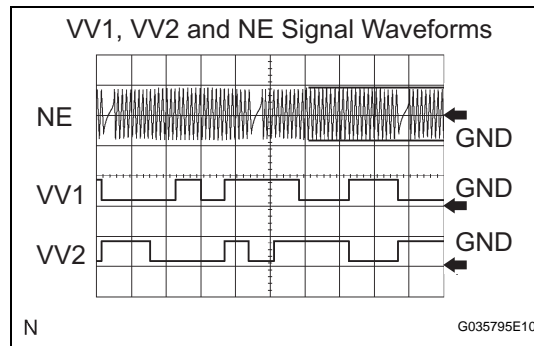 VV1, VV2 and NE Signal Waveforms
NE
GND
VV1
GND
VV2
GND
N
G035795E10